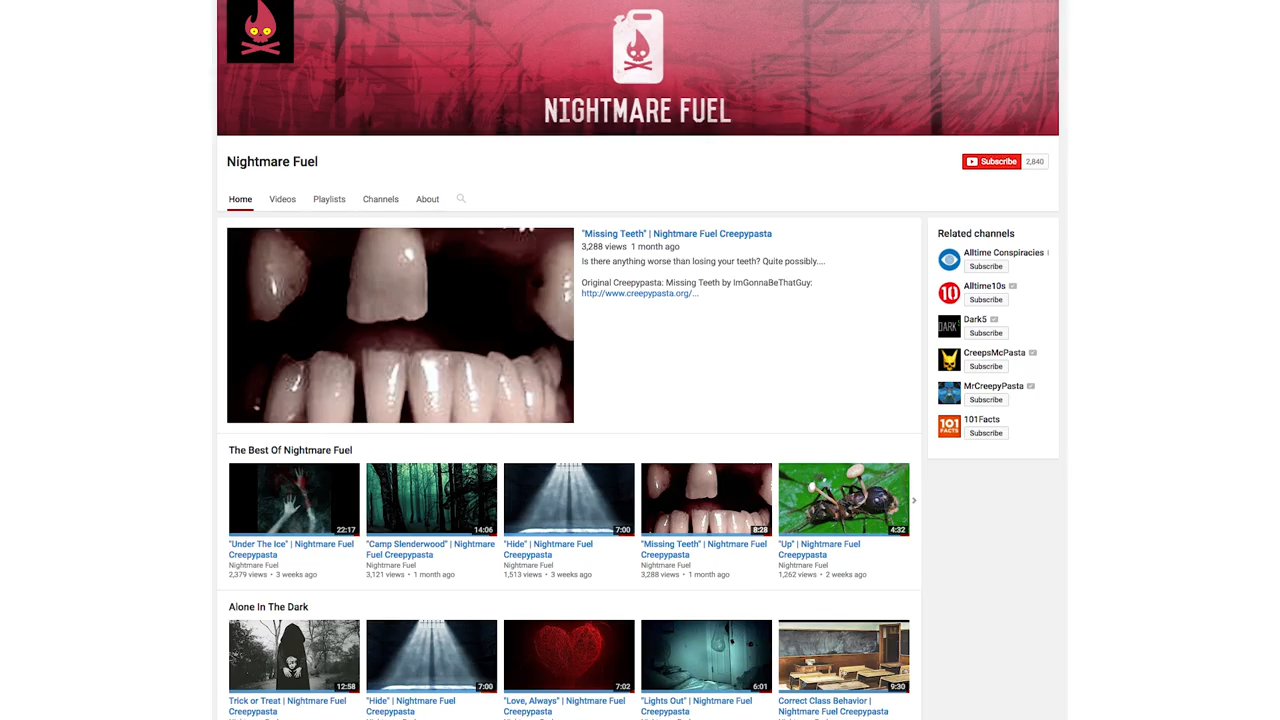 NIGHTMARE FUEL
Nightmare Fuel
Subscribe 2,840
Home Videos Playlists Channels About
"Missing Teeth" | Nightmare Fuel Creepypasta
3,288 views 1 month ago
Is there anything worse than losing your teeth? Quite possibly....
Original Creepypasta: Missing Teeth by ImGonnaBeThatGuy:
http://www.creepypasta.org/...
Related channels
Alltime Conspiracies
Subscribe
10
Alltime10s
Subscribe
DARK
Dark5
Subscribe
CreepsMcPasta
Subscribe
MrCreepyPasta
Subscribe
101 FACTS
101Facts
Subscribe
The Best Of Nightmare Fuel
22:17
"Under The Ice" | Nightmare Fuel
Creepypasta
Nightmare Fuel
2,379 views • 3 weeks ago
14:06
"Camp Slenderwood" | Nightmare
Fuel Creepypasta
Nightmare Fuel
3,121 views • 1 month ago
7:00
"Hide" | Nightmare Fuel
Creepypasta
Nightmare Fuel
1,513 views • 3 weeks ago
8:28
"Missing Teeth" | Nightmare Fuel
Creepypasta
Nightmare Fuel
3,288 views • 1 month ago
4:32
"Up" | Nightmare Fuel
Creepypasta
Nightmare Fuel
1,262 views • 2 weeks ago
Alone In The Dark
12:58
Trick or Treat | Nightmare Fuel
Creepypasta
7:00
"Hide" | Nightmare Fuel
Creepypasta
7:02
"Love, Always" | Nightmare Fuel
Creepypasta
6:01
"Lights Out" | Nightmare Fuel
Creepypasta
9:30
Correct Class Behavior |
Nightmare Fuel Creepypasta